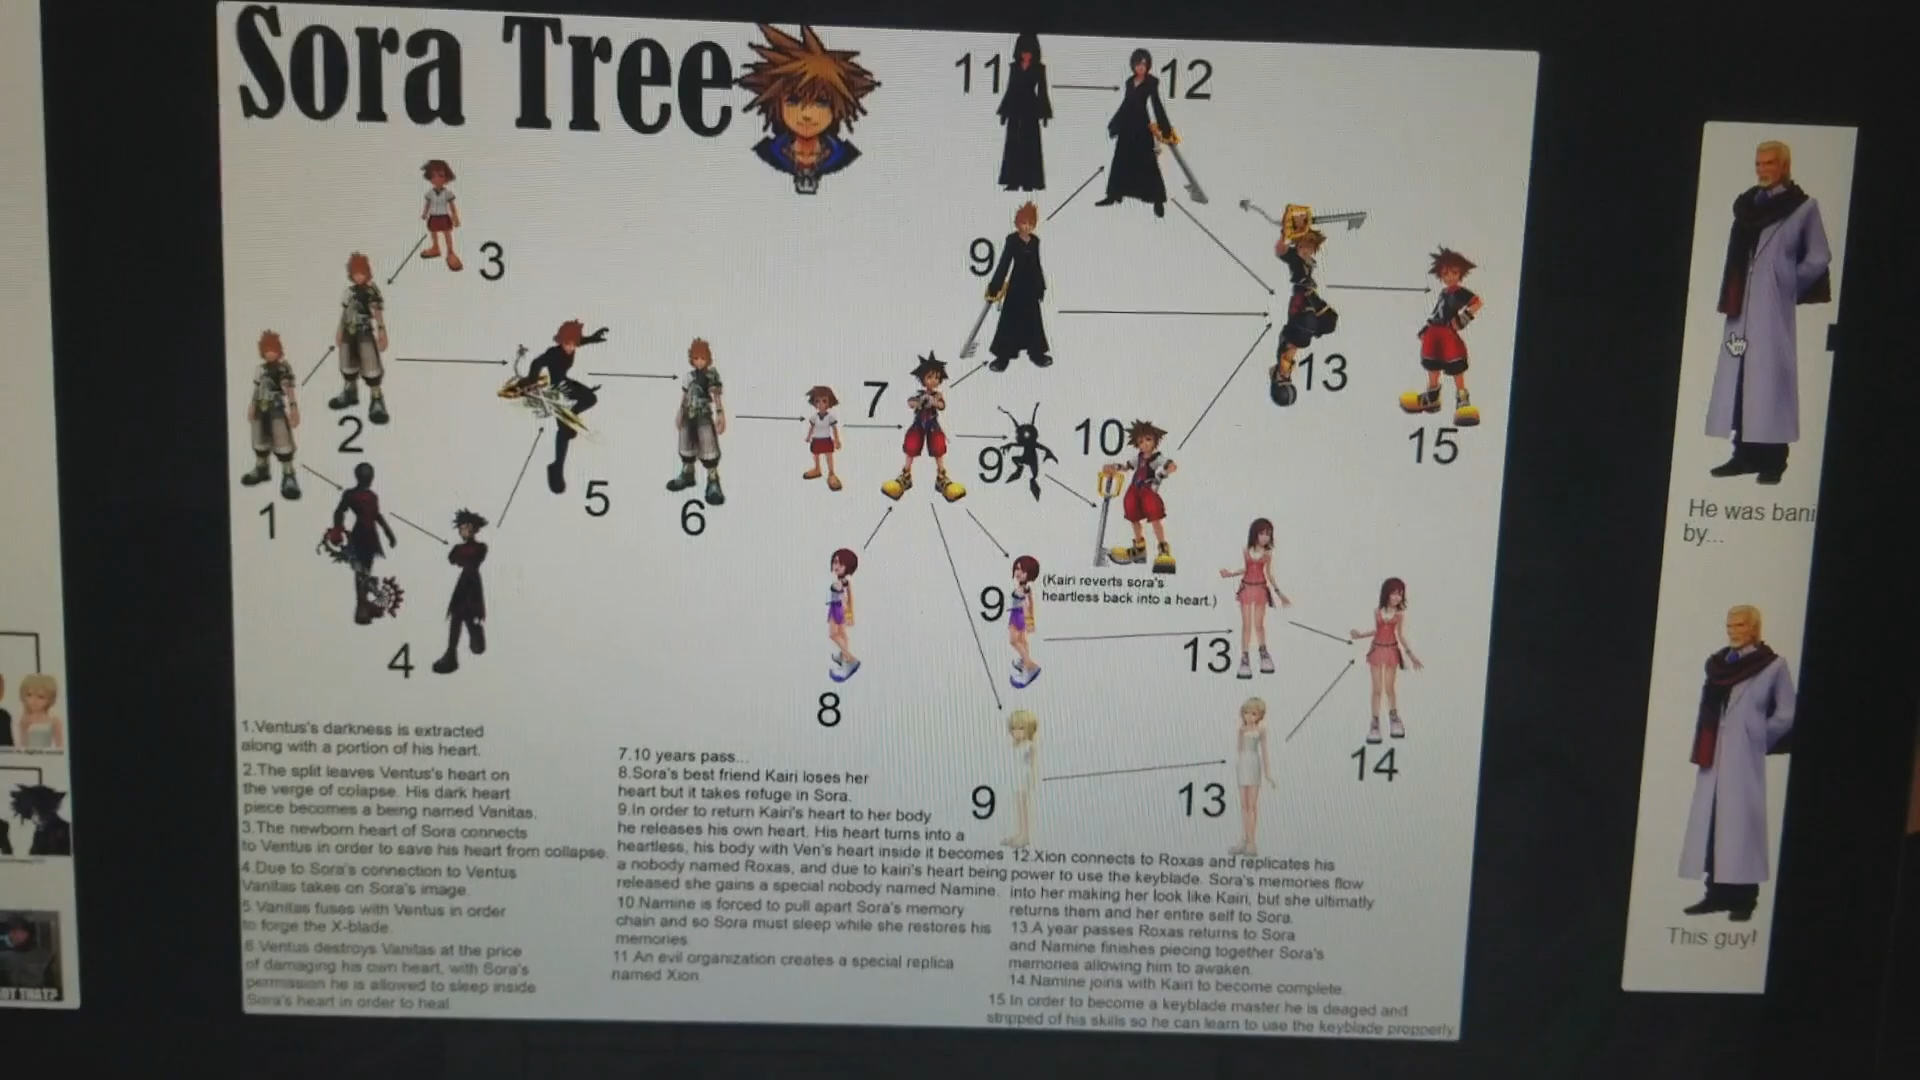 Sora Tree
11
12
3
9
2
7
13
1
5
6
9
10
15
4
8
9
(Kairi reverts sora's
heartless back into a heart.)
13
14
9
13
1.Ventus's darkness is extracted
along with a portion of his heart.
2.The split leaves Ventus's heart on
the verge of colapse. His dark heart
piece becomes a being named Vanitas.
3.The newborn heart of Sora connects
to Ventus in order to save his heart from collapse.
4.Due to Sora's connection to Ventus
Vanitas takes on Sora's image.
5.Vanitas fuses with Ventus in order
to forge the X-blade.
6.Ventus destroys Vanitas at the price
of damaging his own heart, with Sora's
permission he is allowed to sleep inside
Sora's heart in order to heal
7.10 years pass...
8.Sora's best friend Kairi loses her
heart but it takes refuge in Sora.
9.In order to return Kairi's heart to her body
he releases his own heart. His heart turns into a
heartless, his body with Ven's heart inside it becomes
a nobody named Roxas, and due to kairi's heart being
released she gains a special nobody named Namine.
10.Namine is forced to pull apart Sora's memory
chain and so Sora must sleep while she restores his
memories.
11 An evil organization creates a special replica
named Xion.
12.Xion connects to Roxas and replicates his
power to use the keyblade. Sora's memories flow
into her making her look like Kairi, but she ultimatly
returns them and her entire self to Sora.
13.A year passes Roxas returns to Sora
and Namine finishes piecing together Sora's
memories allowing him to awaken.
14.Namine joins with Kairi to become complete.
15.In order to become a keyblade master he is deaged and
stripped of his skills so he can learn to use the keyblade propperly
He was bani
by...
This guy!
THAT?